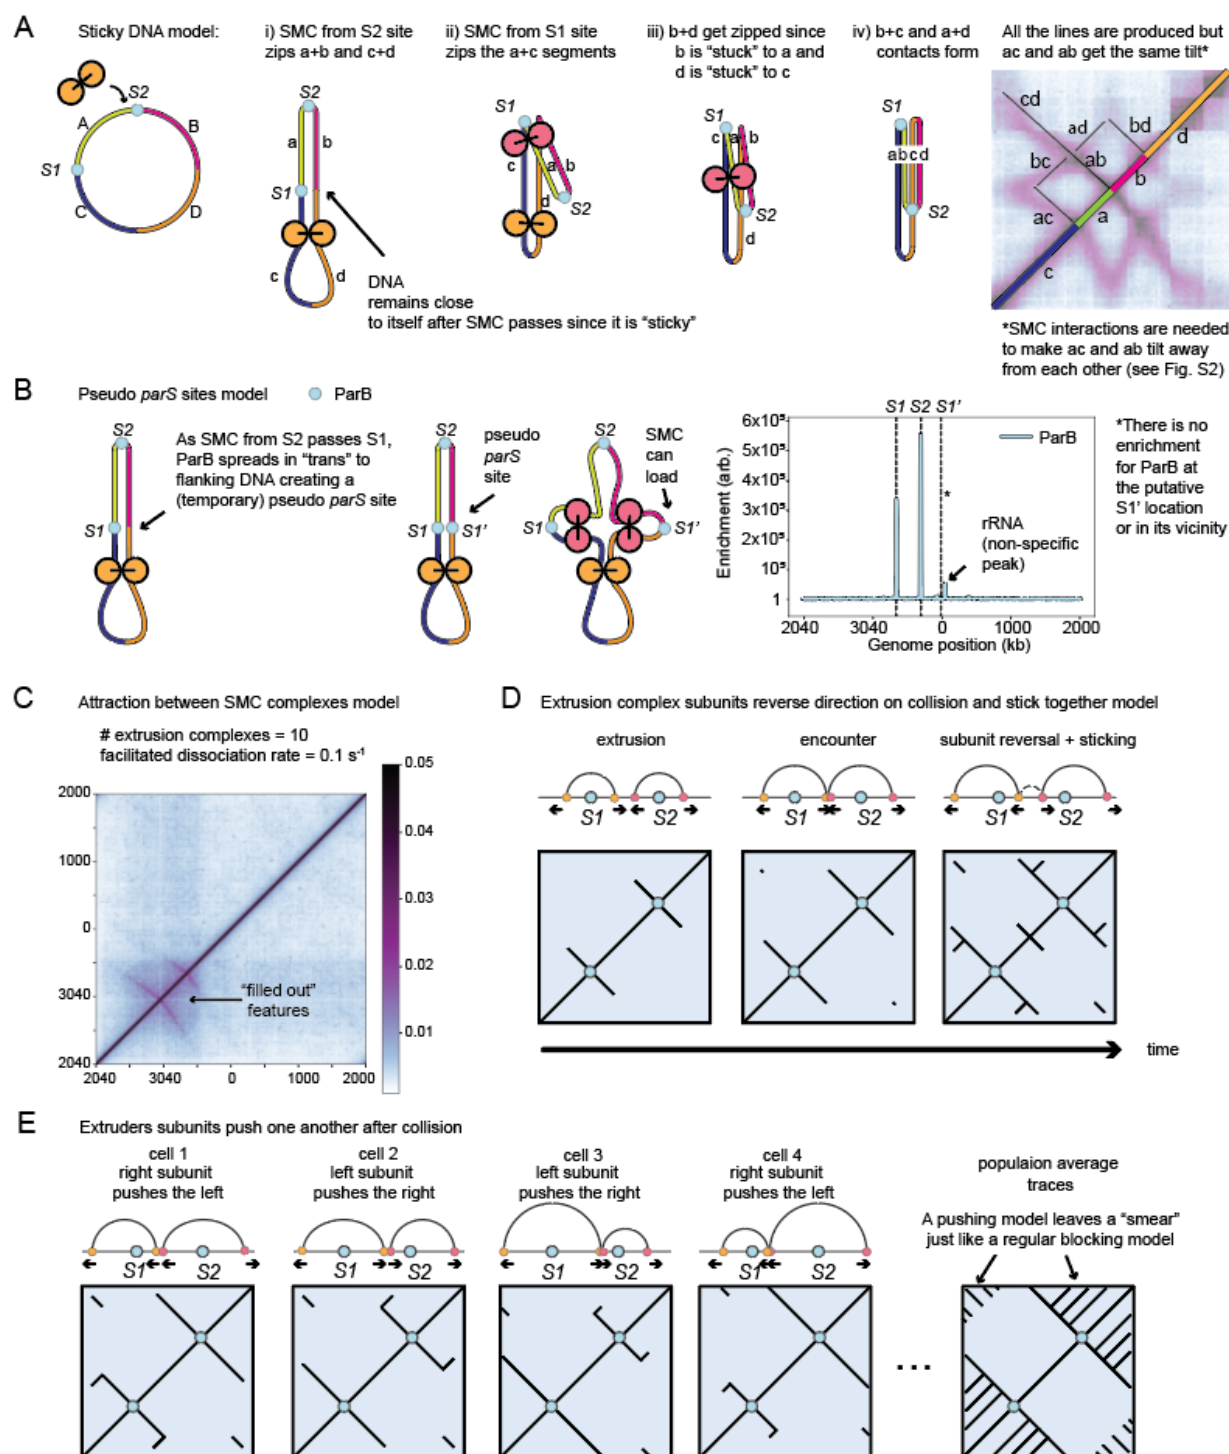 A
Sticky DNA model:
i) SMC from S2 site
zips a+b and c+d
ii) SMC from S1 site
zips the a+c segments
iii) b+d get zipped since
b is "stuck" to a and
d is "stuck" to c
iv) b+c and a+d
contacts form
All the lines are produced but
ac and ab get the same tilt*
S2
A
B
S1
C
D
S2
a
b
S1
c
d
DNA
remains close
to itself after SMC passes since it is "sticky"
S1
c
a
b
d
S2
c
a
b
S2
d
S1
a b c d
S2
cd
ad
bd
d
bc
ab
b
ac
a
c
*SMC interactions are needed
to make ac and ab tilt away
from each other (see Fig. S2)
B
Pseudo parS sites model
ParB
S2
As SMC from S2 passes S1,
ParB spreads in "trans" to
flanking DNA creating a
(temporary) pseudo parS site
S1
S2
pseudo
parS
site
S1
S1'
S2
SMC
can
load
S1
S1'
S1 S2 S1'
6x10⁵
5x10⁵
4x10⁵
3x10⁵
2x10⁵
10⁵
1
Enrichment (arb.)
ParB
*
rRNA
(non-specific
peak)
2040 3040 0 1000 2000
Genome position (kb)
*There is no
enrichment
for ParB at
the putative
S1' location
or in its vicinity
C
Attraction between SMC complexes model
# extrusion complexes = 10
facilitated dissociation rate = 0.1 s⁻¹
2000
1000
0
3040
2040
2040 3040 0 1000 2000
"filled out"
features
0.05
0.04
0.03
0.02
0.01
D
Extrusion complex subunits reverse direction on collision and stick together model
extrusion
encounter
subunit reversal + sticking
S1 S2
S1 S2
S1 S2
time
E
Extruders subunits push one another after collision
cell 1
right subunit
pushes the left
cell 2
left subunit
pushes the right
cell 3
left subunit
pushes the right
cell 4
right subunit
pushes the left
populaion average
traces
A pushing model leaves a "smear"
just like a regular blocking model
S1 S2
S1 S2
S1 S2
S1 S2
...